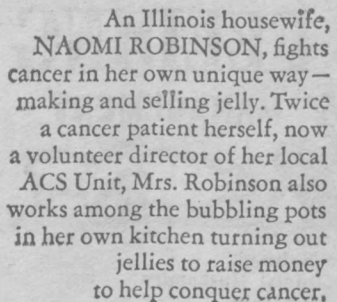 An Illinois housewife,
NAOMI ROBINSON, fights
cancer in her own unique way—
making and selling jelly. Twice
a cancer patient herself, now
a volunteer director of her local
ACS Unit, Mrs. Robinson also
works among the bubbling pots
in her own kitchen turning out
jellies to raise money
to help conquer cancer,